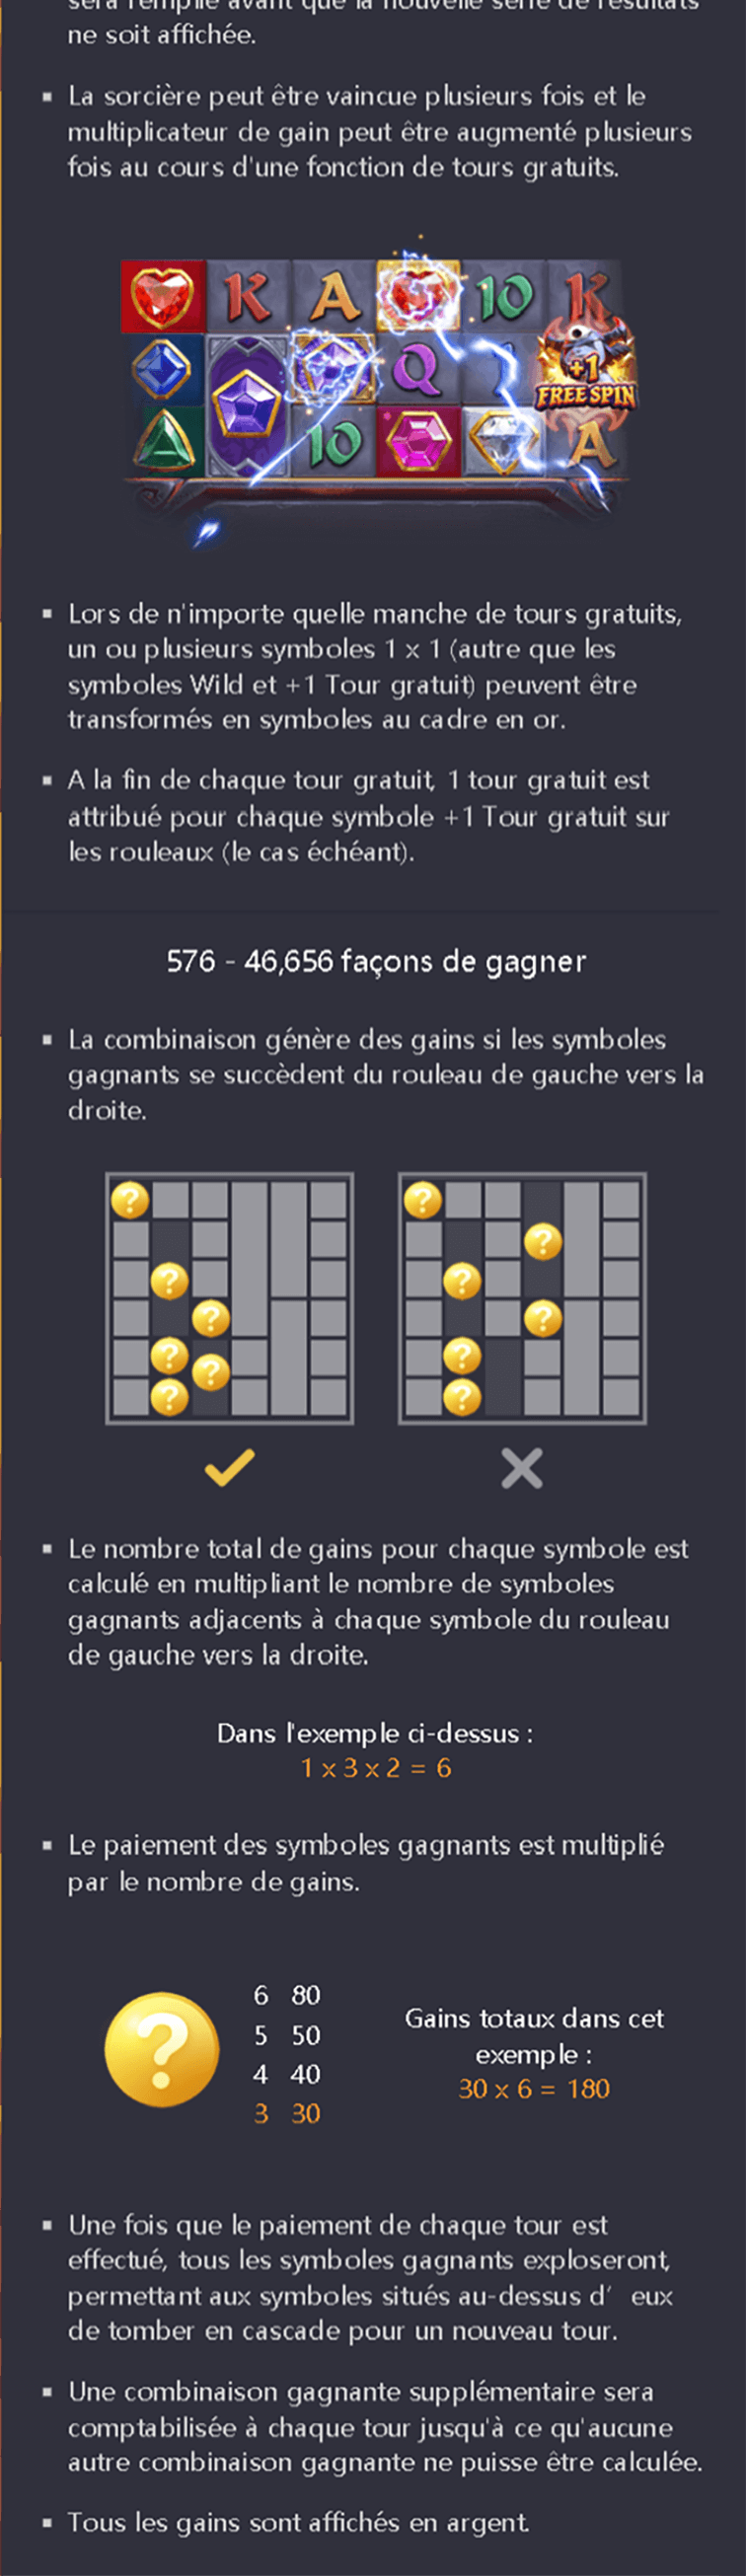 sera remplie avant que la nouvelle série de résultats
ne soit affichée.
▪ La sorcière peut être vaincue plusieurs fois et le
multiplicateur de gain peut être augmenté plusieurs
fois au cours d'une fonction de tours gratuits.
K A 10 K
Q +1
FREE SPIN
10 A
▪ Lors de n'importe quelle manche de tours gratuits,
un ou plusieurs symboles 1 x 1 (autre que les
symboles Wild et +1 Tour gratuit) peuvent être
transformés en symboles au cadre en or.
▪ A la fin de chaque tour gratuit, 1 tour gratuit est
attribué pour chaque symbole +1 Tour gratuit sur
les rouleaux (le cas échéant).
576 - 46,656 façons de gagner
▪ La combinaison génère des gains si les symboles
gagnants se succèdent du rouleau de gauche vers la
droite.
? ?
?
? ?
? ?
? ? ?
? ?
▪ Le nombre total de gains pour chaque symbole est
calculé en multipliant le nombre de symboles
gagnants adjacents à chaque symbole du rouleau
de gauche vers la droite.
Dans l'exemple ci-dessus :
1 x 3 x 2 = 6
▪ Le paiement des symboles gagnants est multiplié
par le nombre de gains.
?
6 80
5 50
4 40
3 30
Gains totaux dans cet
exemple :
30 x 6 = 180
▪ Une fois que le paiement de chaque tour est
effectué, tous les symboles gagnants exploseront,
permettant aux symboles situés au-dessus d’ eux
de tomber en cascade pour un nouveau tour.
▪ Une combinaison gagnante supplémentaire sera
comptabilisée à chaque tour jusqu'à ce qu'aucune
autre combinaison gagnante ne puisse être calculée.
▪ Tous les gains sont affichés en argent.